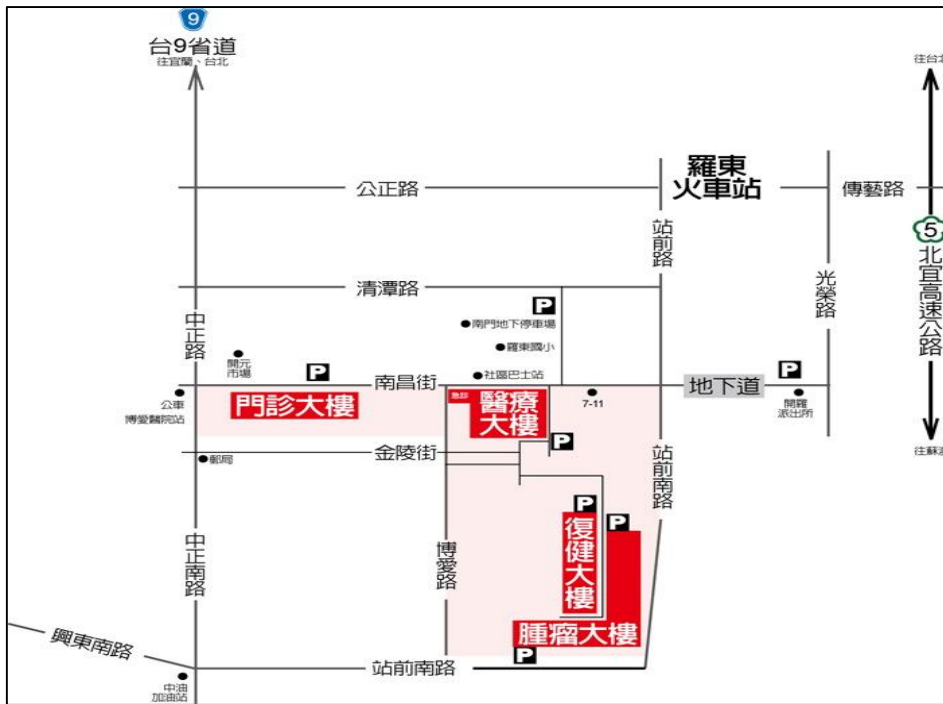 9
台9省道
往宜蘭、台北
往台北
羅東
火車站
公正路
傳藝路
站前路
5
北宜高速公路
光榮路
清潭路
中正路
P
南門地下停車場
羅東國小
開元
市場
P
社區巴士站
P
南昌街
地下道
公車
博愛醫院站
門診大樓
急診
醫療
大樓
7-11
開羅
派出所
P
金陵街
郵局
站前南路
往蘇澳
P
P
復健大樓
中正南路
博愛路
腫瘤大樓
興東南路
P
站前南路
中油
加油站